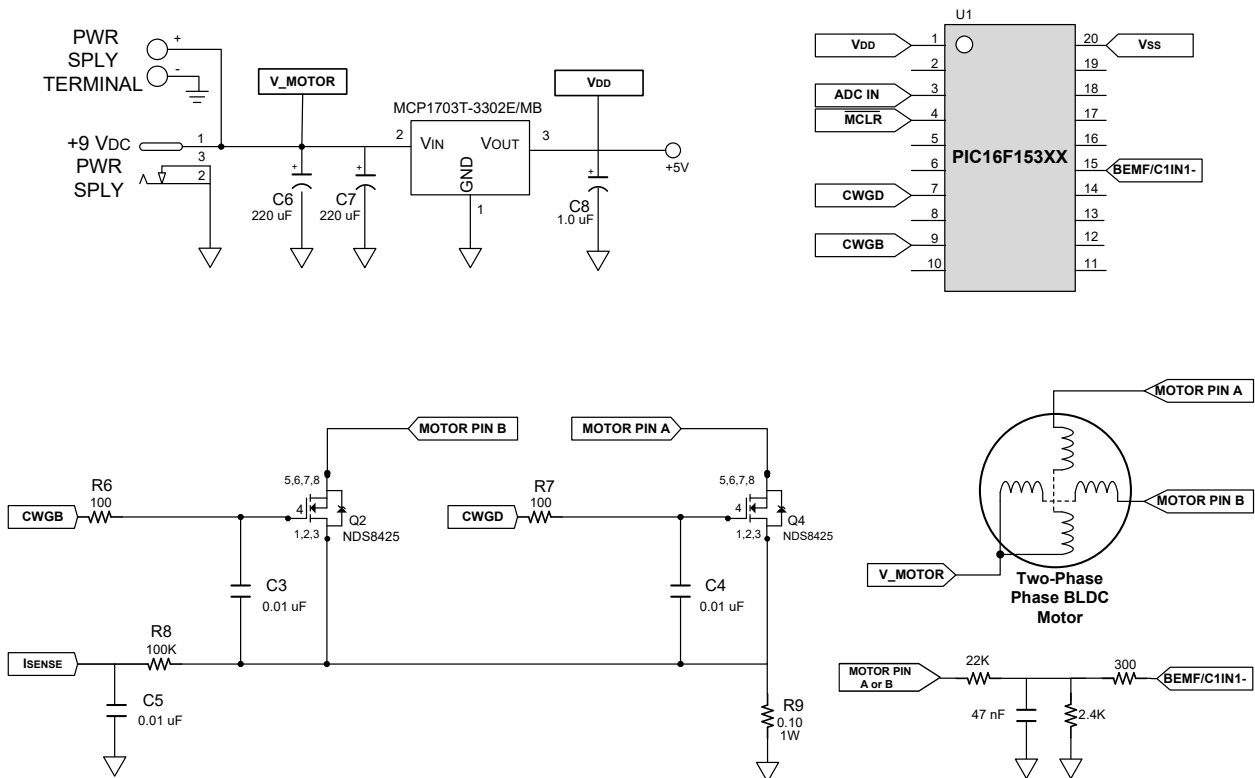 PWR
SPLY
TERMINAL
+
-
V_MOTOR
VDD
MCP1703T-3302E/MB
+9 VDC
PWR
SPLY
1
3
2
2
VIN
VOUT
3
GND
1
+
C6
220 uF
+
C7
220 uF
+
C8
1.0 uF
+5V
U1
PIC16F153XX
VDD
1
2
ADC IN
3
MCLR
4
5
6
CWGD
7
8
CWGB
9
10
20
VSS
19
18
17
16
15
BEMF/C1IN1-
14
13
12
11
MOTOR PIN B
5,6,7,8
R6
100
CWGB
4
Q2
1,2,3
NDS8425
C3
0.01 uF
MOTOR PIN A
5,6,7,8
R7
100
CWGD
4
Q4
1,2,3
NDS8425
C4
0.01 uF
R8
100K
ISENSE
C5
0.01 uF
R9
0.10
1W
MOTOR PIN A
MOTOR PIN B
V_MOTOR
Two-Phase
Phase BLDC
Motor
MOTOR PIN
A or B
22K
300
BEMF/C1IN1-
47 nF
2.4K